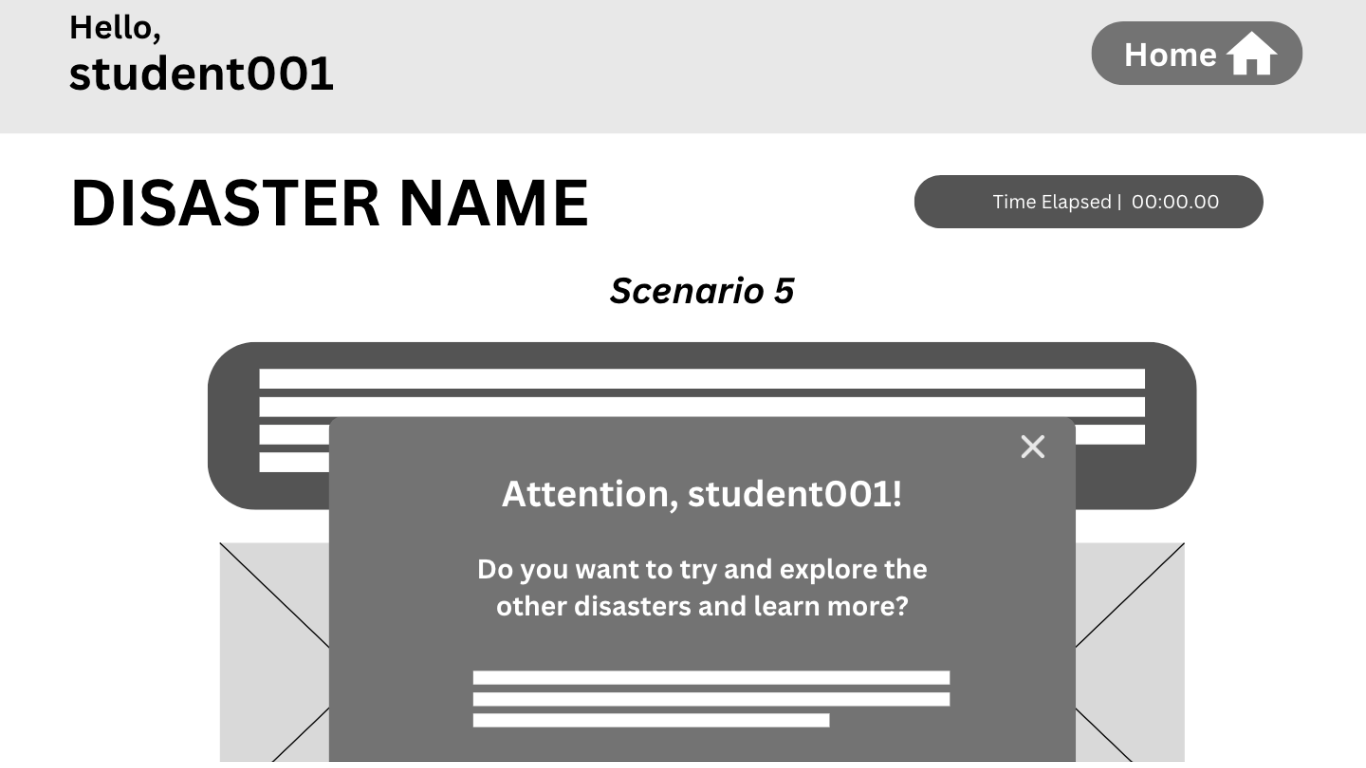 Hello,
student001
Home
DISASTER NAME
Time Elapsed | 00:00.00
Scenario 5
Attention, student001!
Do you want to try and explore the
other disasters and learn more?